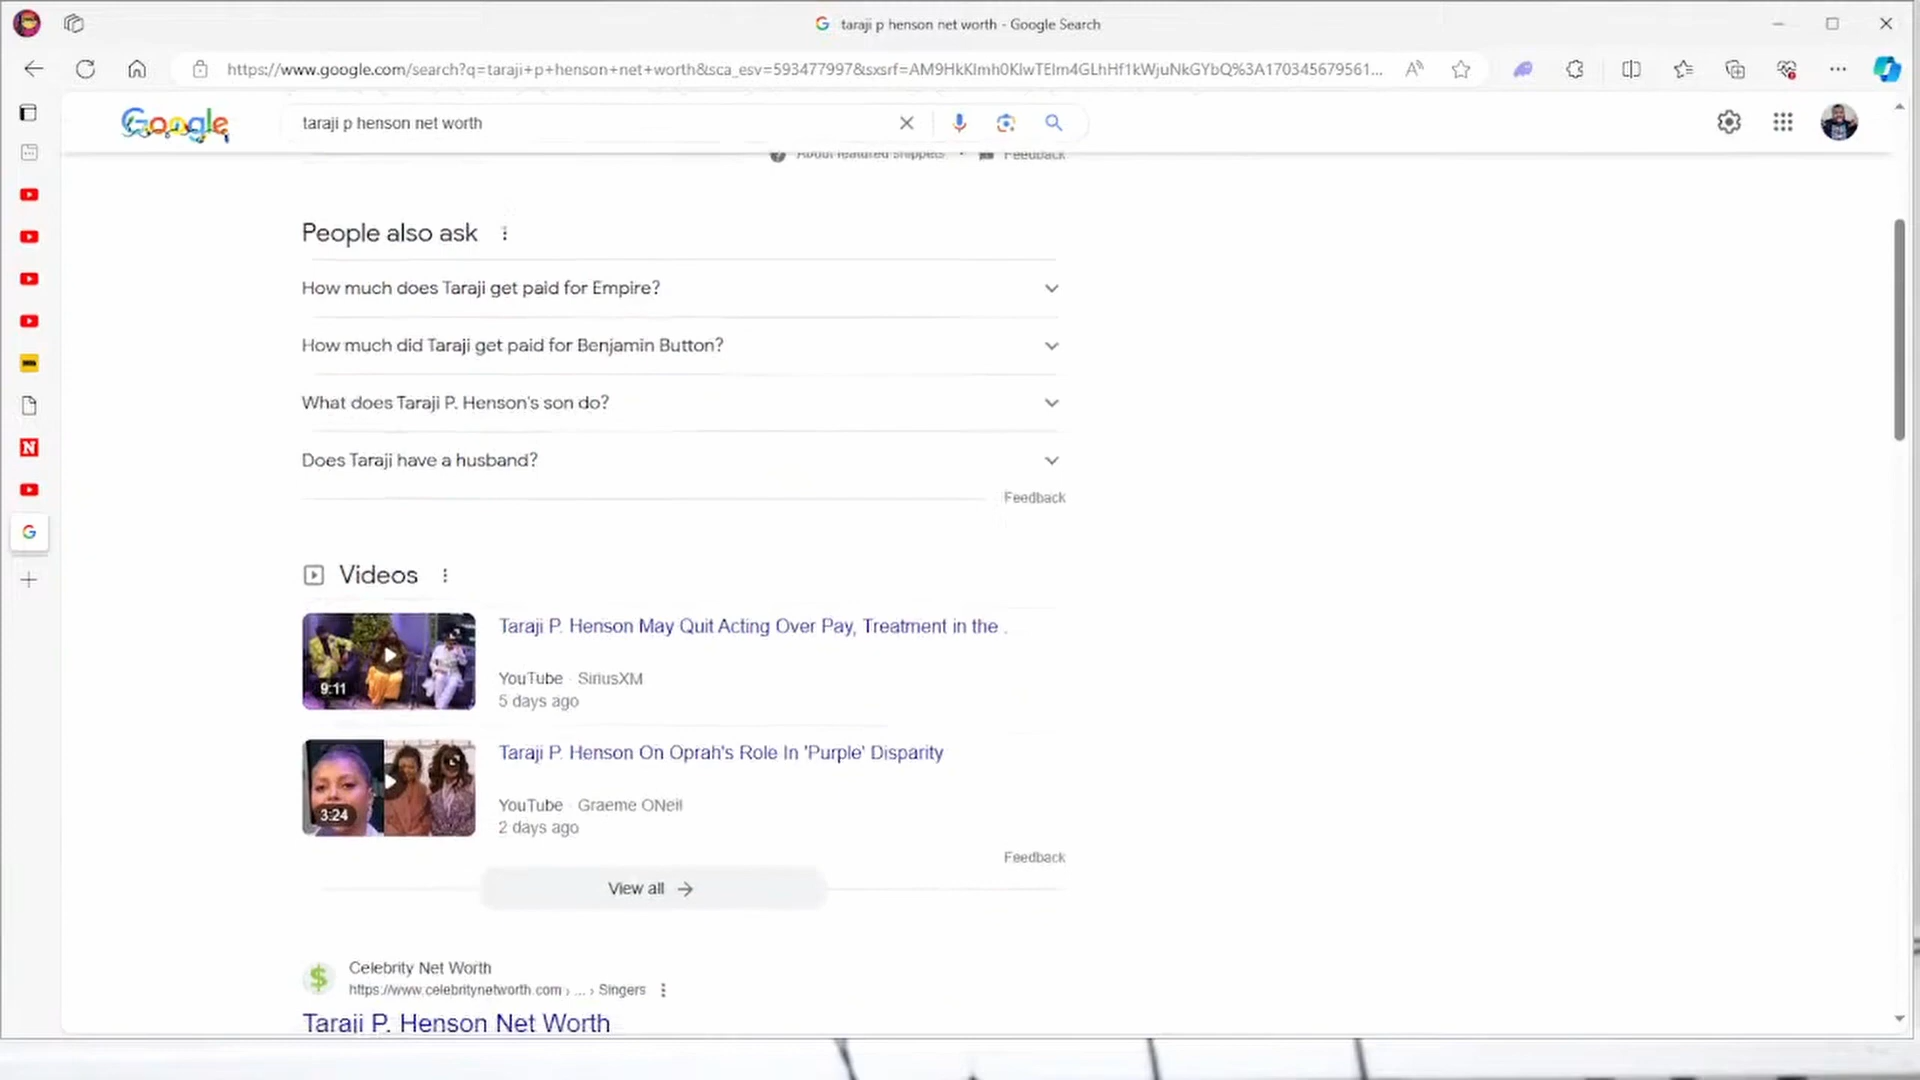 taraji p henson net worth - Google Search
https://www.google.com/search?q=taraji+p+henson+net+worth&sca_esv=593477997&sxsrf=AM9HkKlmh0KlwTElm4GLhHf1kWjuNkGYbQ%3A170345679561...
Google
taraji p henson net worth
About featured snippets
Feedback
People also ask
How much does Taraji get paid for Empire?
How much did Taraji get paid for Benjamin Button?
What does Taraji P. Henson's son do?
Does Taraji have a husband?
Feedback
Videos
Taraji P. Henson May Quit Acting Over Pay, Treatment in the .
YouTube · SiriusXM
5 days ago
9:11
Taraji P. Henson On Oprah's Role In 'Purple' Disparity
YouTube · Graeme ONeil
2 days ago
3:24
Feedback
View all
Celebrity Net Worth
https://www.celebritynetworth.com › ... › Singers
Taraji P. Henson Net Worth